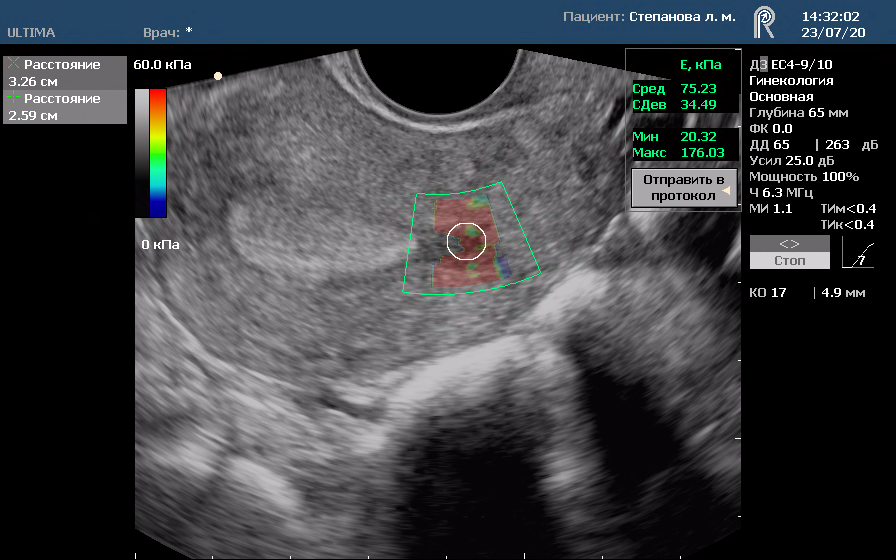 ULTIMA
Врач: *
Пациент: Степанова л. м.
14:32:02
23/07/20
Расстояние
3.26 см
Расстояние
2.59 см
60.0 кПа
0 кПа
E, кПа
Сред 75.23
СДев 34.49
Мин 20.32
Макс 176.03
Отправить в
протокол
ДЗ EC4-9/10
Гинекология
Основная
Глубина 65 мм
ФК 0.0
ДД 65 | 263 дБ
Усил 25.0 дБ
Мощность 100%
Ч 6.3 МГц
МИ 1.1 Тим<0.4
Тик<0.4
<>
Стоп
7
КО 17 | 4.9 мм